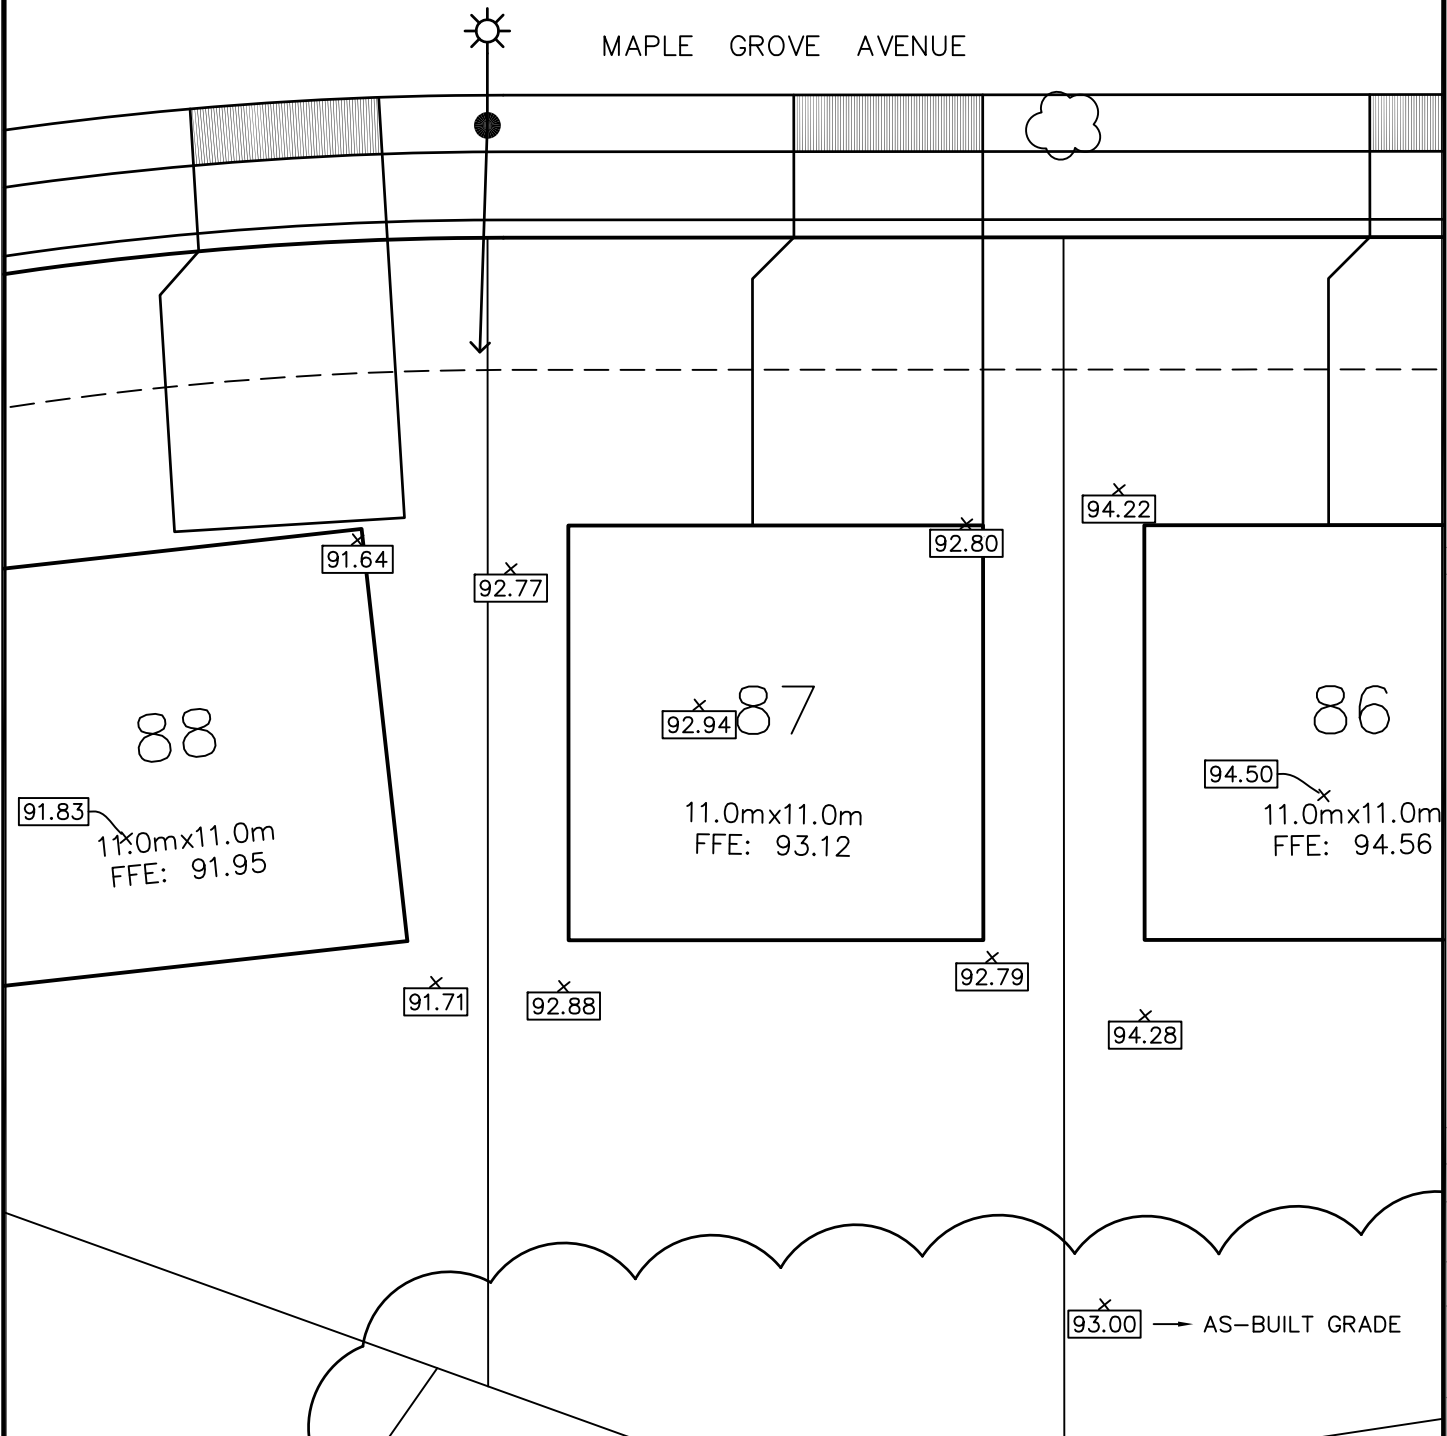 MAPLE GROVE AVENUE
94.22
92.80
91.64
92.77
87
92.94
86
88
94.50
91.83
11.0mx11.0m
FFE: 91.95
11.0mx11.0m
FFE: 93.12
11.0mx11.0m
FFE: 94.56
92.79
91.71
92.88
94.28
93.00 AS-BUILT GRADE